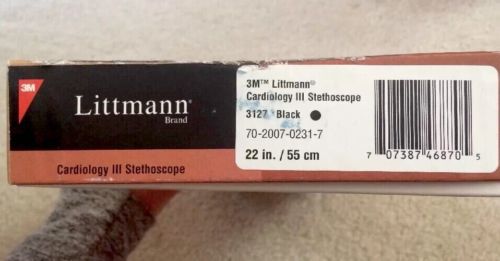 3M
Littmann®
Brand
Cardiology III Stethoscope
3M™ Littmann®
Cardiology III Stethoscope
3127 Black
70-2007-0231-7
22 in. / 55 cm
7 07387 46870 5